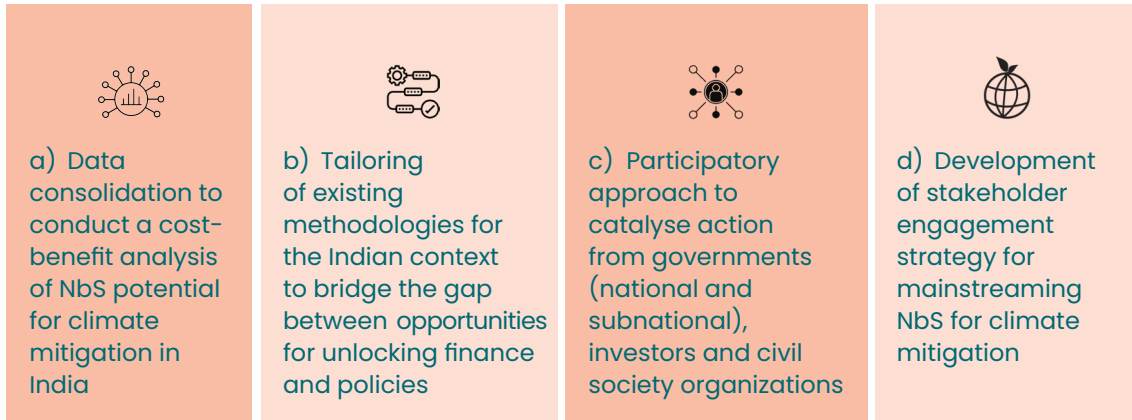 a) Data
consolidation to
conduct a cost-
benefit analysis
of NbS potential
for climate
mitigation in
India
b) Tailoring
of existing
methodologies for
the Indian context
to bridge the gap
between opportunities
for unlocking finance
and policies
c) Participatory
approach to
catalyse action
from governments
(national and
subnational),
investors and civil
society organizations
d) Development
of stakeholder
engagement
strategy for
mainstreaming
NbS for climate
mitigation